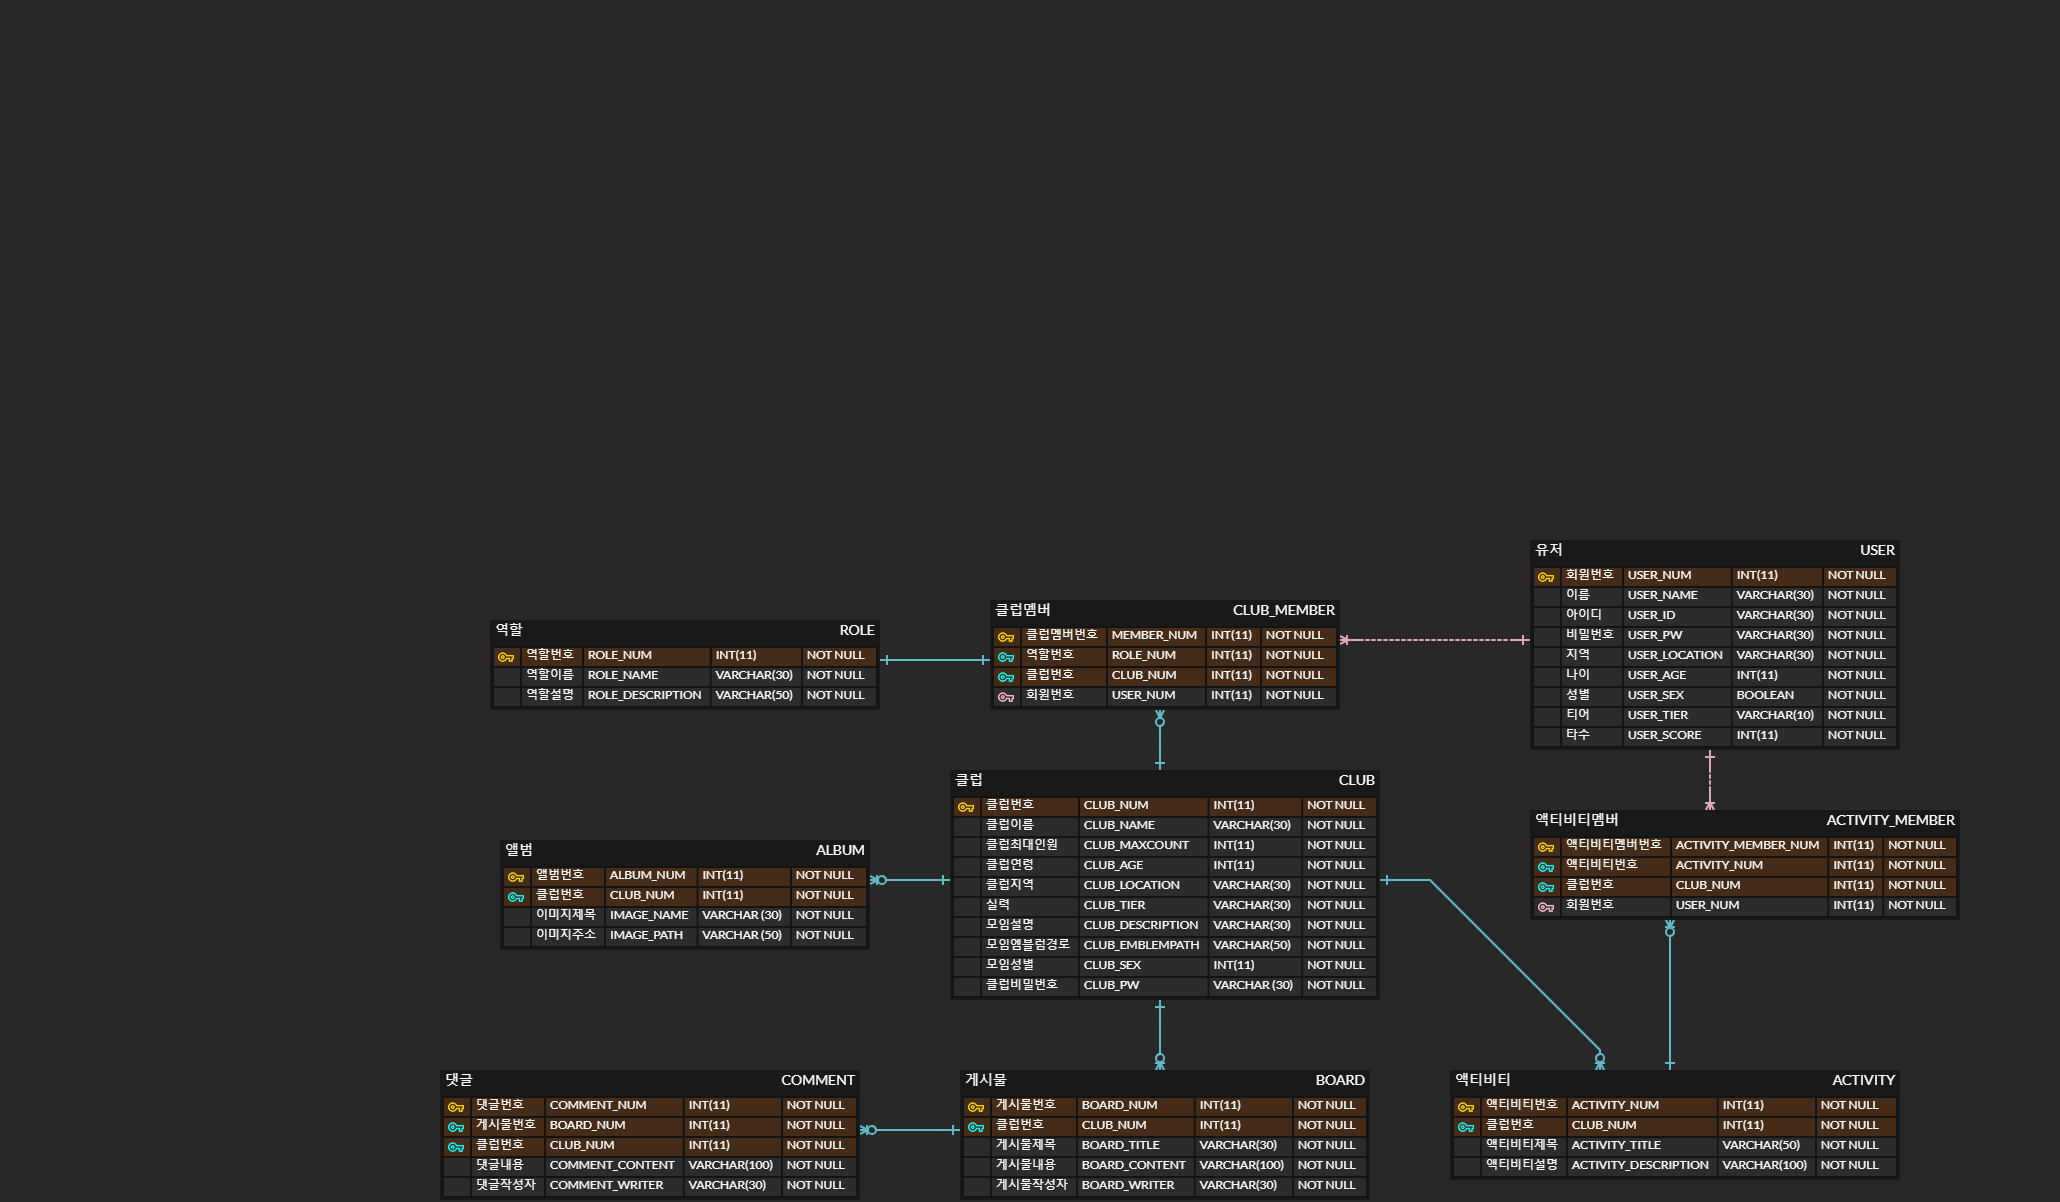 유저 USER
회원번호 USER_NUM INT(11) NOT NULL
이름 USER_NAME VARCHAR(30) NOT NULL
아이디 USER_ID VARCHAR(30) NOT NULL
비밀번호 USER_PW VARCHAR(30) NOT NULL
지역 USER_LOCATION VARCHAR(30) NOT NULL
나이 USER_AGE INT(11) NOT NULL
성별 USER_SEX BOOLEAN NOT NULL
티어 USER_TIER VARCHAR(10) NOT NULL
타수 USER_SCORE INT(11) NOT NULL
클럽멤버 CLUB_MEMBER
클럽멤버번호 MEMBER_NUM INT(11) NOT NULL
역할번호 ROLE_NUM INT(11) NOT NULL
클럽번호 CLUB_NUM INT(11) NOT NULL
회원번호 USER_NUM INT(11) NOT NULL
역할 ROLE
역할번호 ROLE_NUM INT(11) NOT NULL
역할이름 ROLE_NAME VARCHAR(30) NOT NULL
역할설명 ROLE_DESCRIPTION VARCHAR(50) NOT NULL
클럽 CLUB
클럽번호 CLUB_NUM INT(11) NOT NULL
클럽이름 CLUB_NAME VARCHAR(30) NOT NULL
클럽최대인원 CLUB_MAXCOUNT INT(11) NOT NULL
클럽연령 CLUB_AGE INT(11) NOT NULL
클럽지역 CLUB_LOCATION VARCHAR(30) NOT NULL
실력 CLUB_TIER VARCHAR(30) NOT NULL
모임설명 CLUB_DESCRIPTION VARCHAR(30) NOT NULL
모임엠블럼경로 CLUB_EMBLEMPATH VARCHAR(50) NOT NULL
모임성별 CLUB_SEX INT(11) NOT NULL
클럽비밀번호 CLUB_PW VARCHAR (30) NOT NULL
액티비티멤버 ACTIVITY_MEMBER
액티비티멤버번호 ACTIVITY_MEMBER_NUM INT(11) NOT NULL
액티비티번호 ACTIVITY_NUM INT(11) NOT NULL
클럽번호 CLUB_NUM INT(11) NOT NULL
회원번호 USER_NUM INT(11) NOT NULL
앨범 ALBUM
앨범번호 ALBUM_NUM INT(11) NOT NULL
클럽번호 CLUB_NUM INT(11) NOT NULL
이미지제목 IMAGE_NAME VARCHAR (30) NOT NULL
이미지주소 IMAGE_PATH VARCHAR (50) NOT NULL
댓글 COMMENT
댓글번호 COMMENT_NUM INT(11) NOT NULL
게시물번호 BOARD_NUM INT(11) NOT NULL
클럽번호 CLUB_NUM INT(11) NOT NULL
댓글내용 COMMENT_CONTENT VARCHAR(100) NOT NULL
댓글작성자 COMMENT_WRITER VARCHAR(30) NOT NULL
게시물 BOARD
게시물번호 BOARD_NUM INT(11) NOT NULL
클럽번호 CLUB_NUM INT(11) NOT NULL
게시물제목 BOARD_TITLE VARCHAR(30) NOT NULL
게시물내용 BOARD_CONTENT VARCHAR(100) NOT NULL
게시물작성자 BOARD_WRITER VARCHAR(30) NOT NULL
액티비티 ACTIVITY
액티비티번호 ACTIVITY_NUM INT(11) NOT NULL
클럽번호 CLUB_NUM INT(11) NOT NULL
액티비티제목 ACTIVITY_TITLE VARCHAR(50) NOT NULL
액티비티설명 ACTIVITY_DESCRIPTION VARCHAR(100) NOT NULL